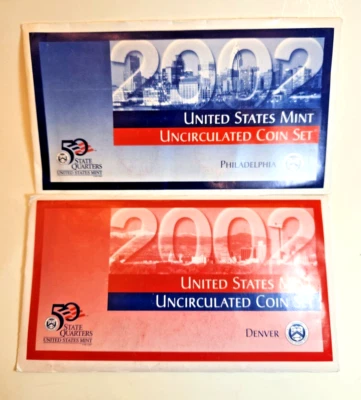 2002
UNITED STATES MINT
UNCIRCULATED COIN SET
50
STATE
QUARTERS
UNITED STATES MINT
PHILADELPHIA
2002
UNITED STATES
UNCIRCULATED COIN
50
STATE
QUARTERS
UNITED STATES MINT
DENVER